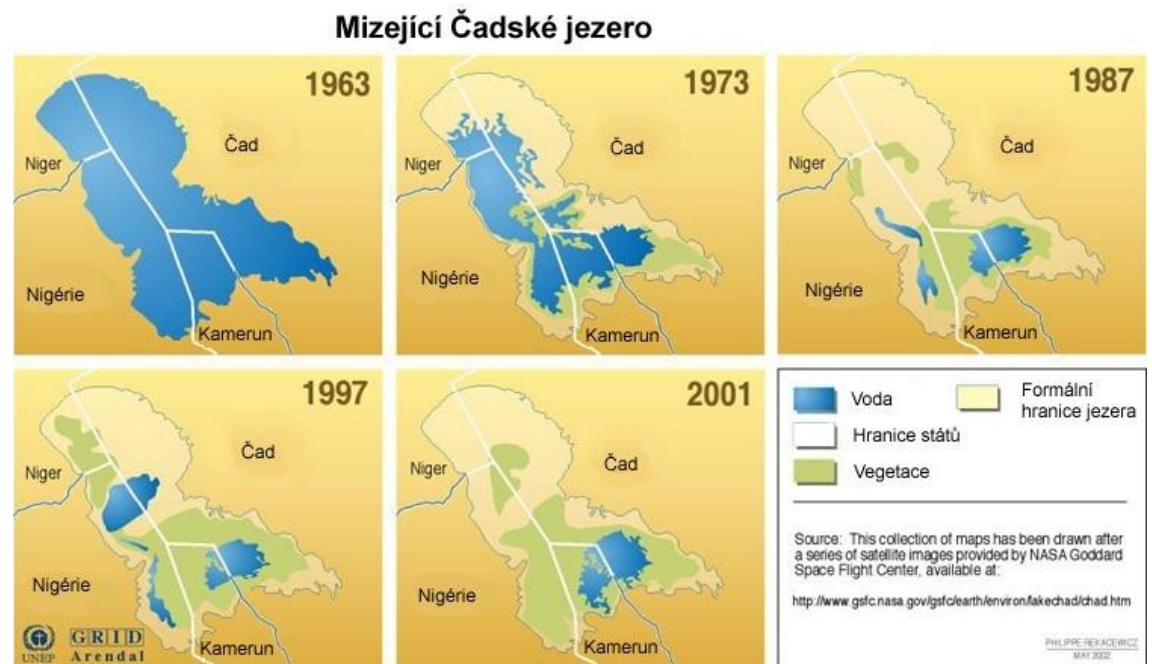 Mizející Čadské jezero
1963
Niger
Čad
Nigérie
Kamerun
1973
Niger
Čad
Nigérie
Kamerun
1987
Niger
Čad
Nigérie
Kamerun
1997
Niger
Čad
Nigérie
Kamerun
UNEP
GRID
Arendal
2001
Niger
Čad
Nigérie
Kamerun
Voda
Formální
hranice jezera
Hranice států
Vegetace
Source: This collection of maps has been drawn after
a series of satellite images provided by NASA Goddard
Space Flight Center, available at:
http://www.gsfc.nasa.gov/gsfc/earth/environ/lakechad/chad.htm
PHILIPPE REKACEWICZ
MAY 2002